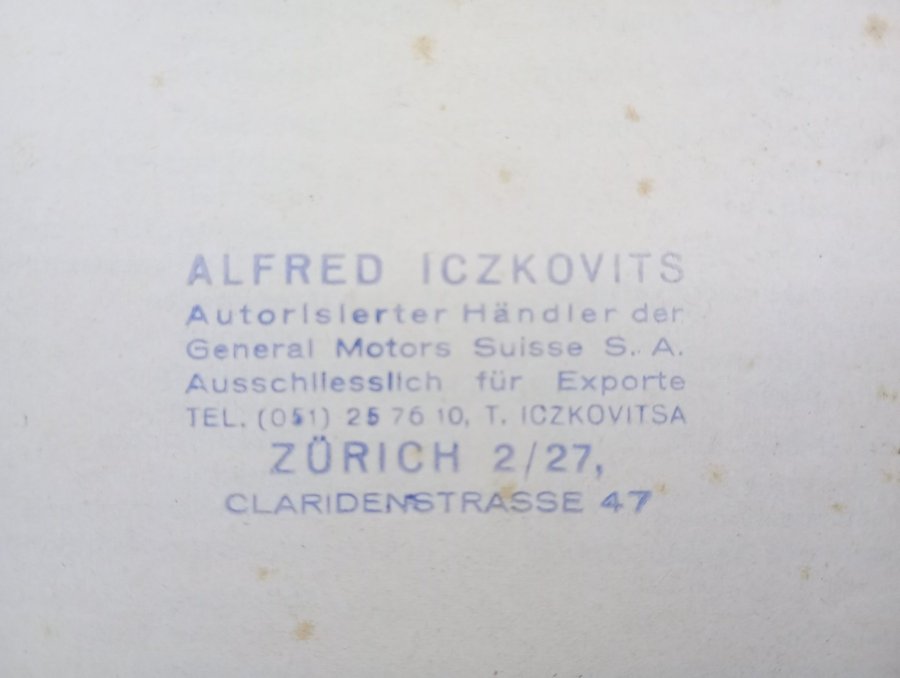 ALFRED ICZKOVITS
Autorisierter Händler der
General Motors Suisse S. A.
Ausschliesslich für Exporte
TEL. (051) 25 76 10, T. ICZKOVITSA
ZÜRICH 2/27,
CLARIDENSTRASSE 47